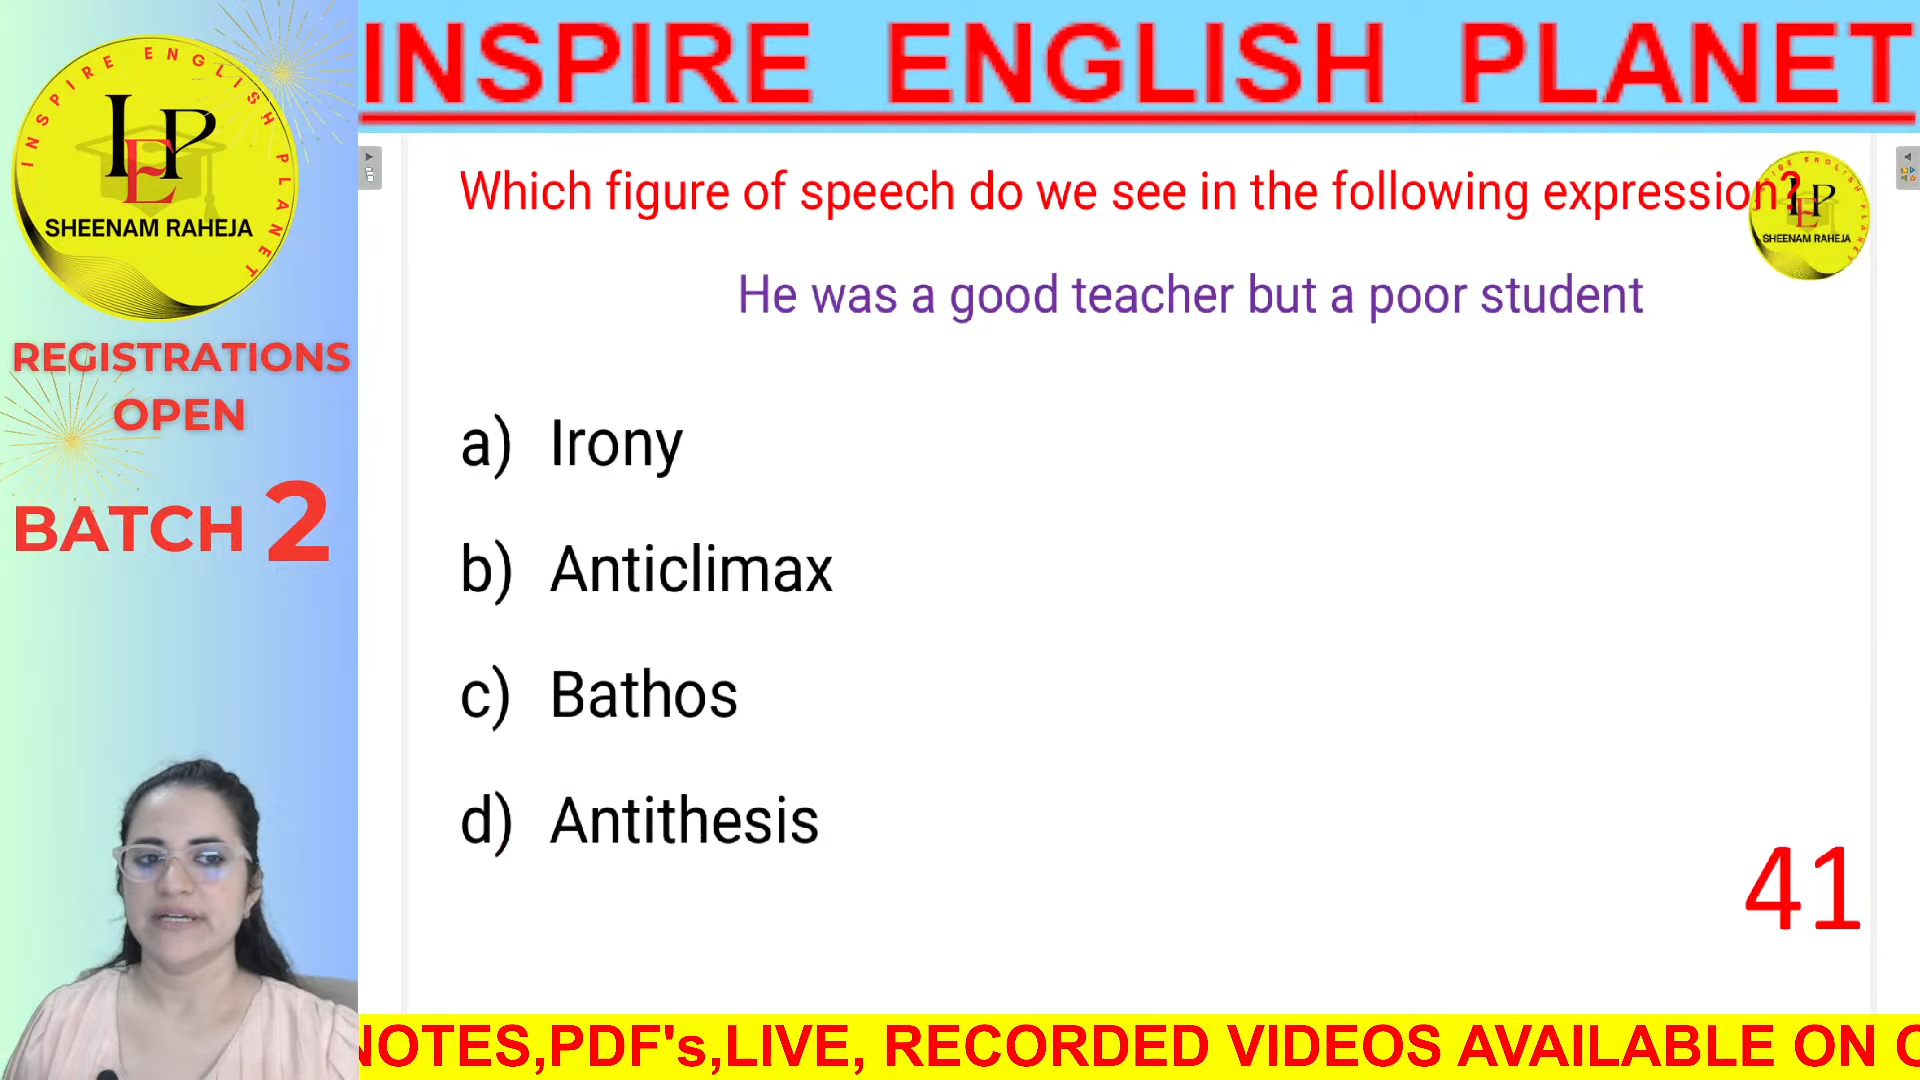 INSPIRE ENGLISH PLANET
INSPIRE ENGLISH PLANET
IEP
SHEENAM RAHEJA
REGISTRATIONS
OPEN
BATCH 2
Which figure of speech do we see in the following expression?
IEP
SHEENAM RAHEJA
He was a good teacher but a poor student
a) Irony
b) Anticlimax
c) Bathos
d) Antithesis
41
NOTES,PDF's,LIVE, RECORDED VIDEOS AVAILABLE ON